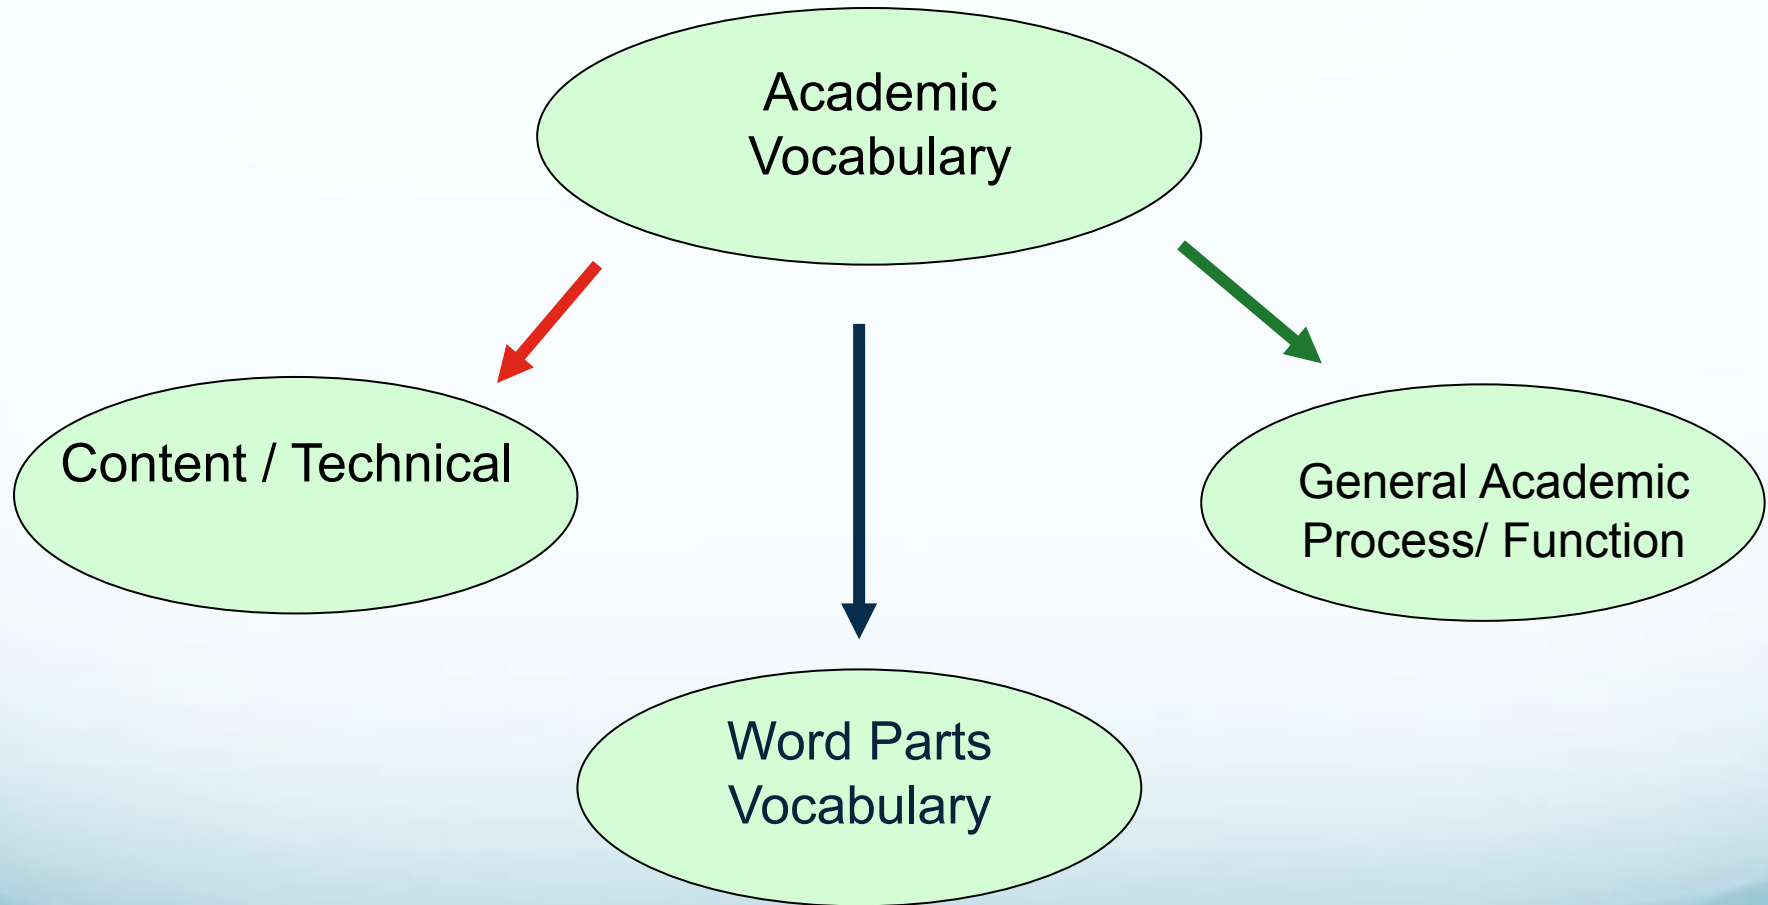 Academic
Vocabulary
Content / Technical
General Academic
Process/ Function
Word Parts
Vocabulary